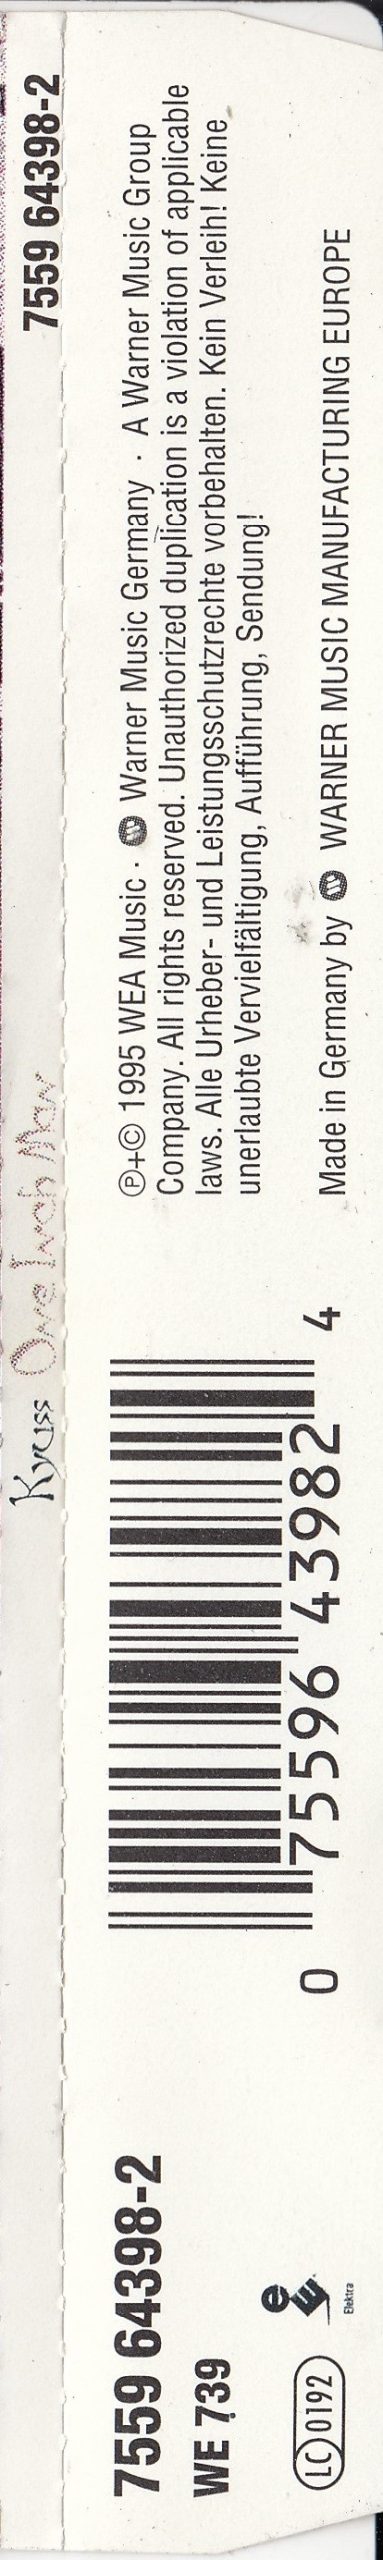 Kyuss One Inch Man
7559 64398-2
7559 64398-2
WE 739
LC 0192
e
Elektra
0 75596 43982 4
Ⓟ+© 1995 WEA Music · Warner Music Germany · A Warner Music Group
Company. All rights reserved. Unauthorized duplication is a violation of applicable
laws. Alle Urheber- und Leistungsschutzrechte vorbehalten. Kein Verleih! Keine
unerlaubte Vervielfältigung, Aufführung, Sendung!
Made in Germany by WARNER MUSIC MANUFACTURING EUROPE